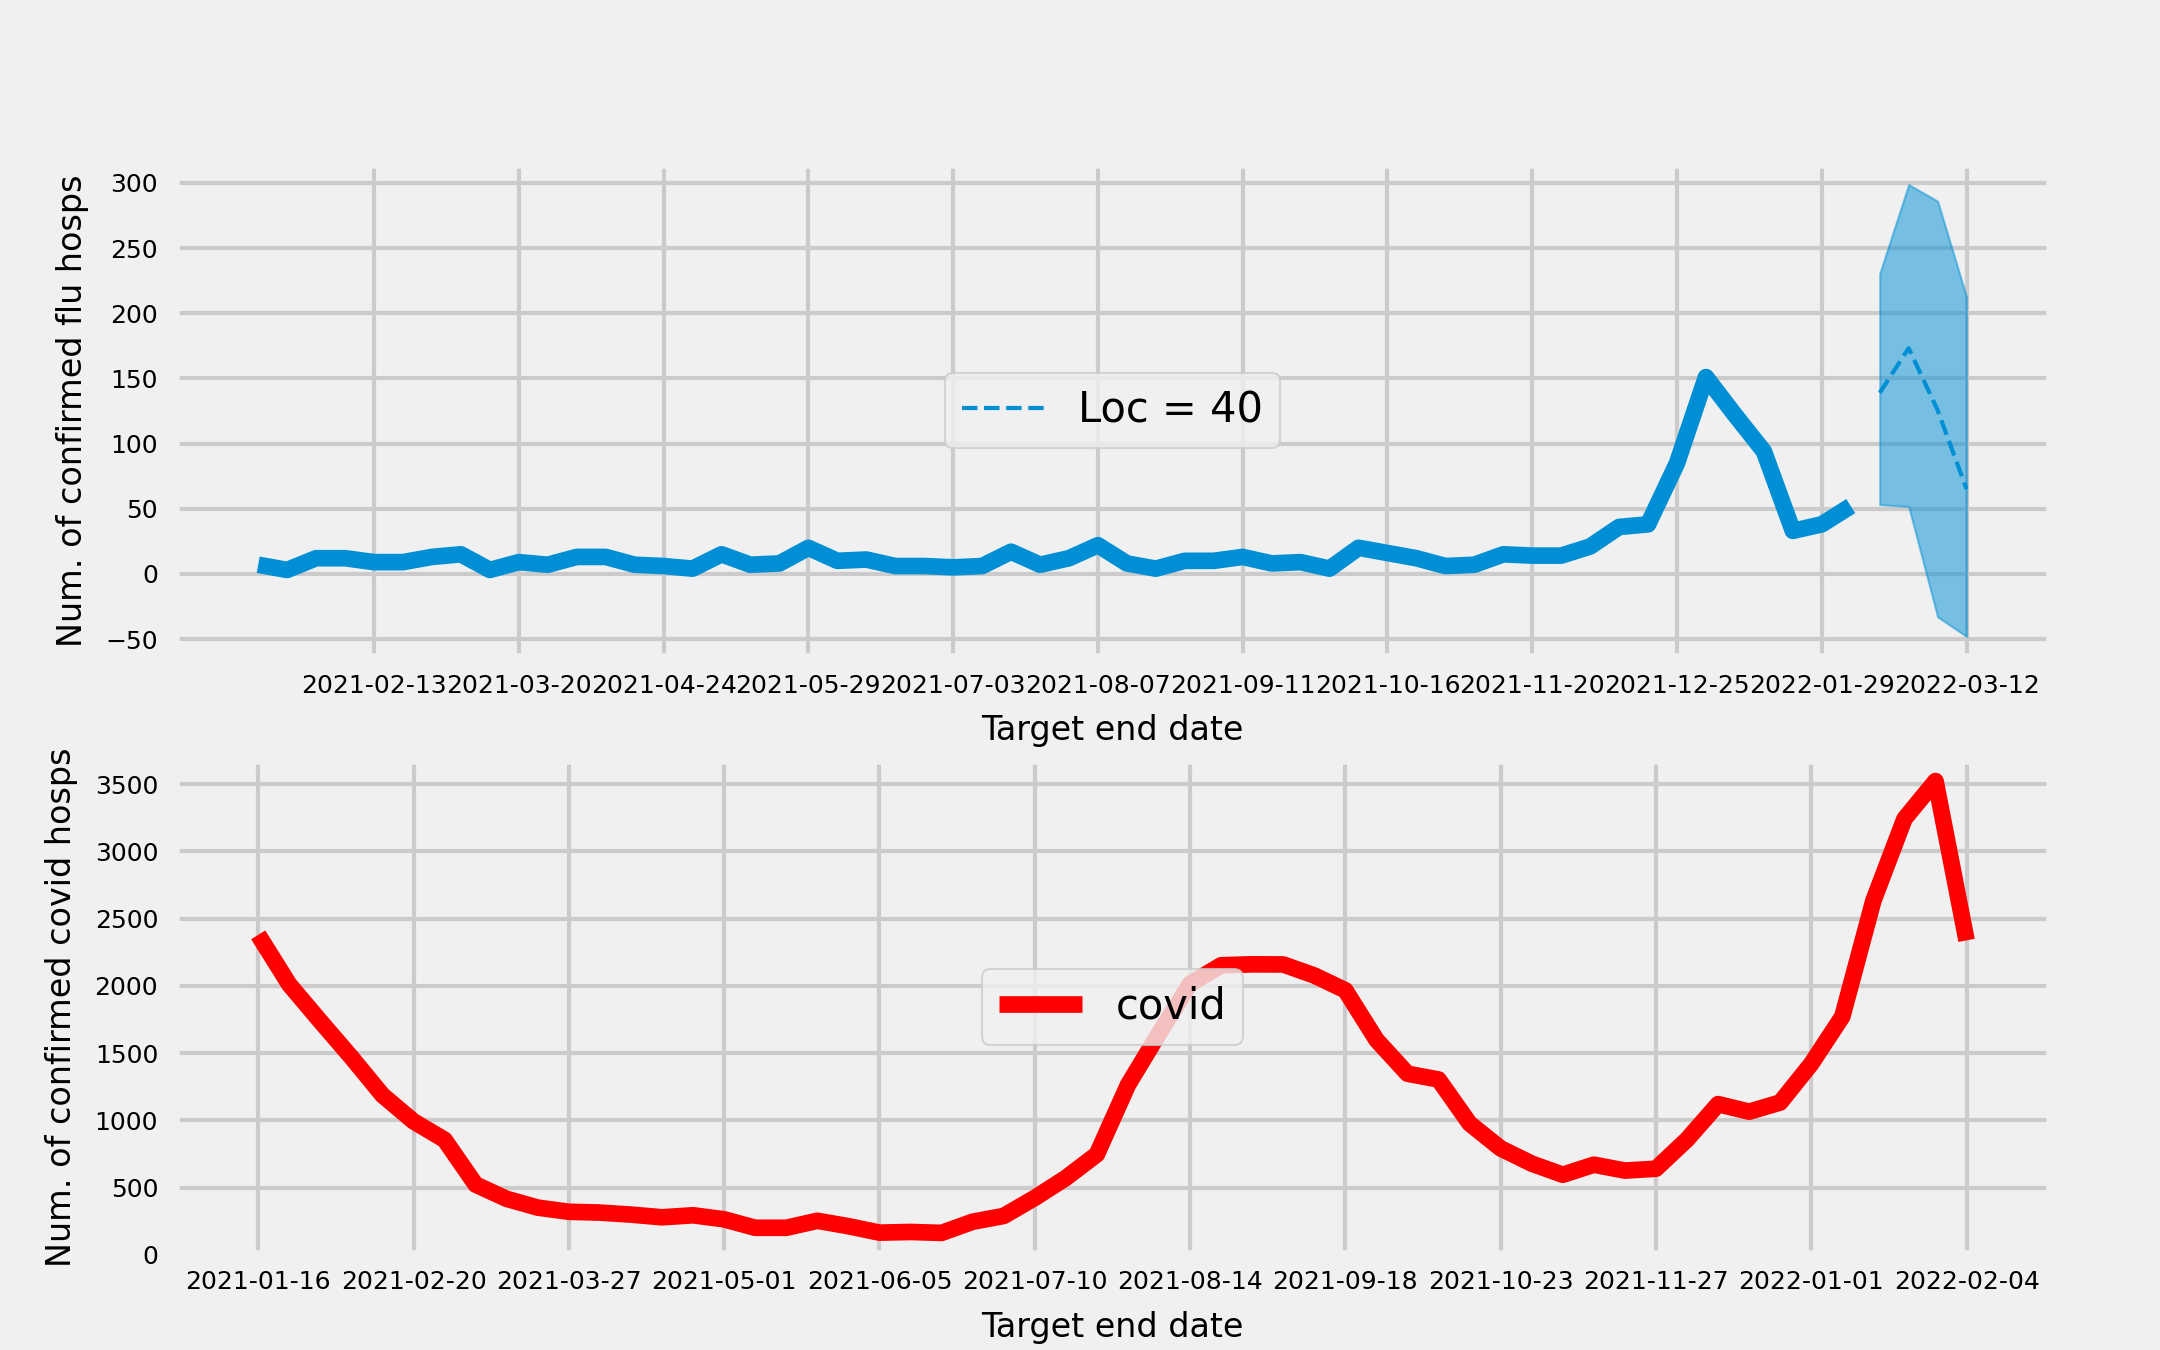 Num. of confirmed flu hosps
300
250
200
150
100
50
0
−50
Loc = 40
2021-02-13 2021-03-20 2021-04-24 2021-05-29 2021-07-03 2021-08-07 2021-09-11 2021-10-16 2021-11-20 2021-12-25 2022-01-29 2022-03-12
Target end date
Num. of confirmed covid hosps
3500
3000
2500
2000
1500
1000
500
0
covid
2021-01-16 2021-02-20 2021-03-27 2021-05-01 2021-06-05 2021-07-10 2021-08-14 2021-09-18 2021-10-23 2021-11-27 2022-01-01 2022-02-04
Target end date